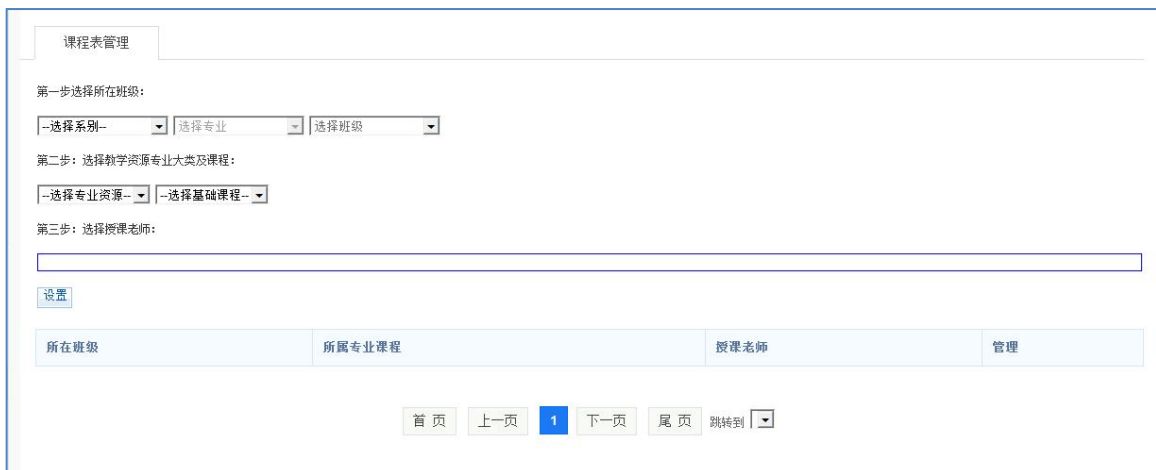 课程表管理
第一步选择所在班级:
--选择系别-- 选择专业 选择班级
第二步: 选择教学资源专业大类及课程:
--选择专业资源-- --选择基础课程--
第三步: 选择授课老师:
设置
所在班级 所属专业课程 授课老师 管理
首 页 上一页 1 下一页 尾 页 跳转到